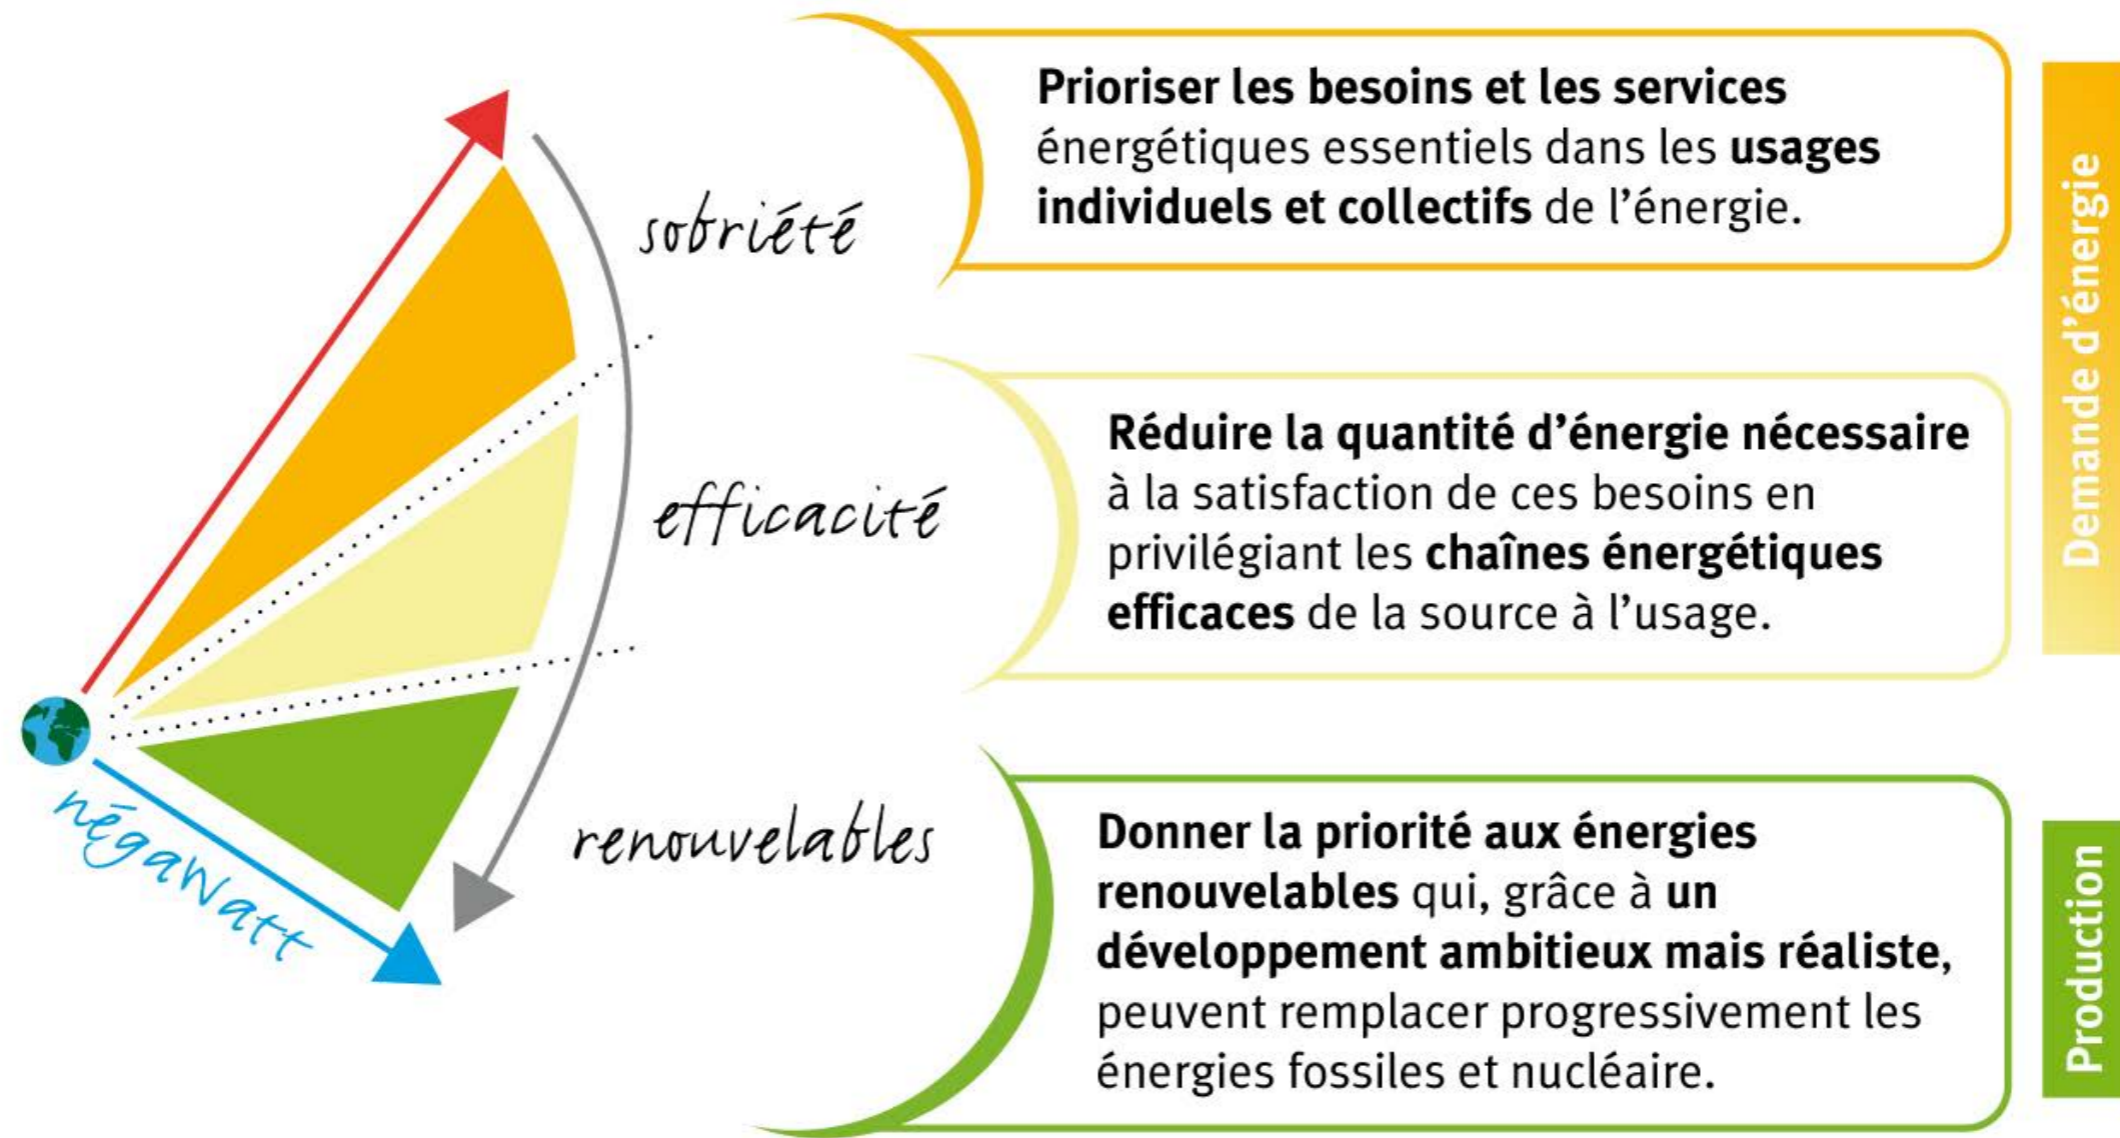 sobriété
Prioriser les besoins et les services
énergétiques essentiels dans les usages
individuels et collectifs de l’énergie.
efficacité
Réduire la quantité d’énergie nécessaire
à la satisfaction de ces besoins en
privilégiant les chaînes énergétiques
efficaces de la source à l’usage.
Demande d’énergie
négaWatt
renouvelables
Donner la priorité aux énergies
renouvelables qui, grâce à un
développement ambitieux mais réaliste,
peuvent remplacer progressivement les
énergies fossiles et nucléaire.
Production